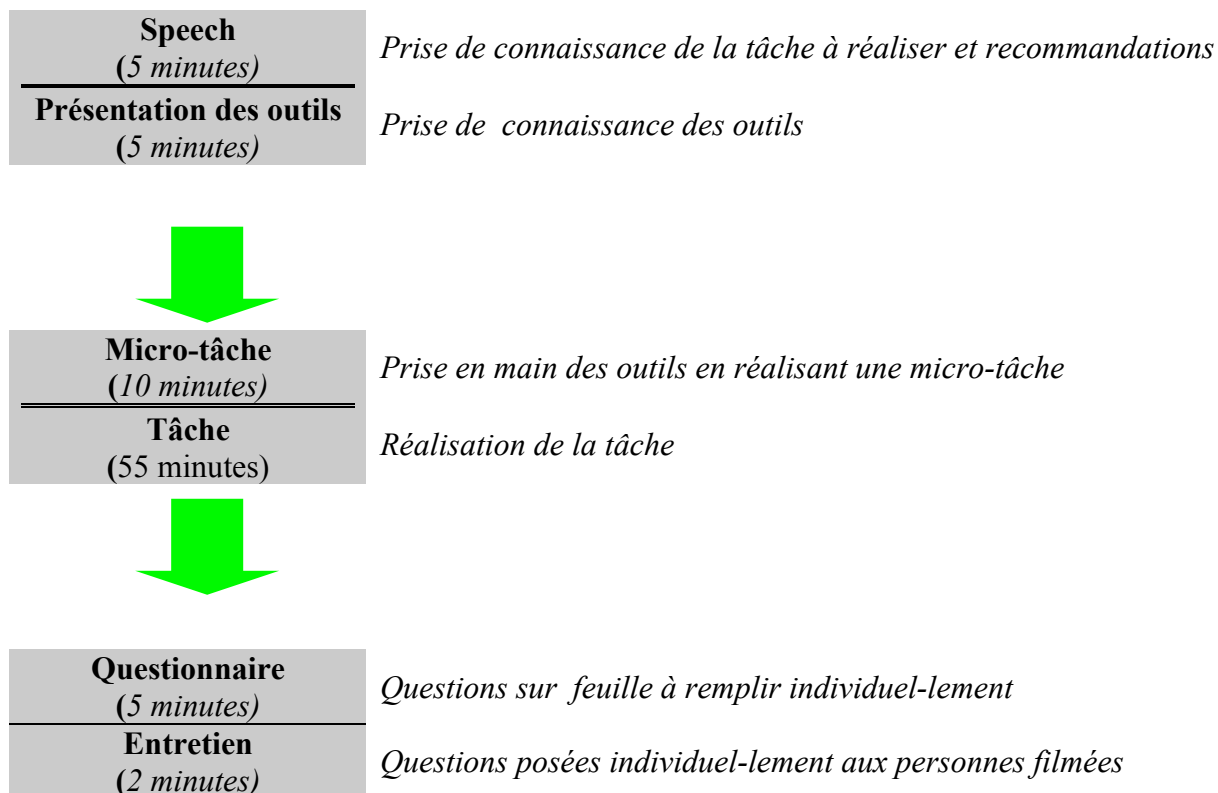 Speech
(5 minutes)
Prise de connaissance de la tâche à réaliser et recommandations
Présentation des outils
(5 minutes)
Prise de connaissance des outils
Micro-tâche
(10 minutes)
Prise en main des outils en réalisant une micro-tâche
Tâche
(55 minutes)
Réalisation de la tâche
Questionnaire
(5 minutes)
Questions sur feuille à remplir individuel-lement
Entretien
(2 minutes)
Questions posées individuel-lement aux personnes filmées